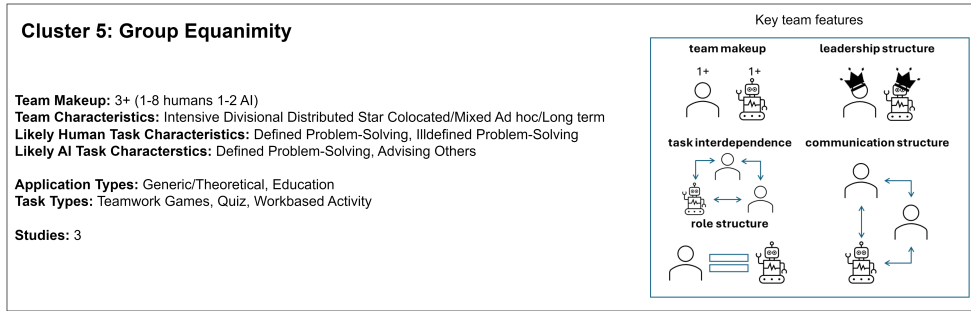 Cluster 5: Group Equanimity
Team Makeup: 3+ (1-8 humans 1-2 AI)
Team Characteristics: Intensive Divisional Distributed Star Colocated/Mixed Ad hoc/Long term
Likely Human Task Characteristics: Defined Problem-Solving, Illdefined Problem-Solving
Likely AI Task Characterstics: Defined Problem-Solving, Advising Others
Application Types: Generic/Theoretical, Education
Task Types: Teamwork Games, Quiz, Workbased Activity
Studies: 3
Key team features
team makeup
1+ 1+
leadership structure
task interdependence
communication structure
role structure